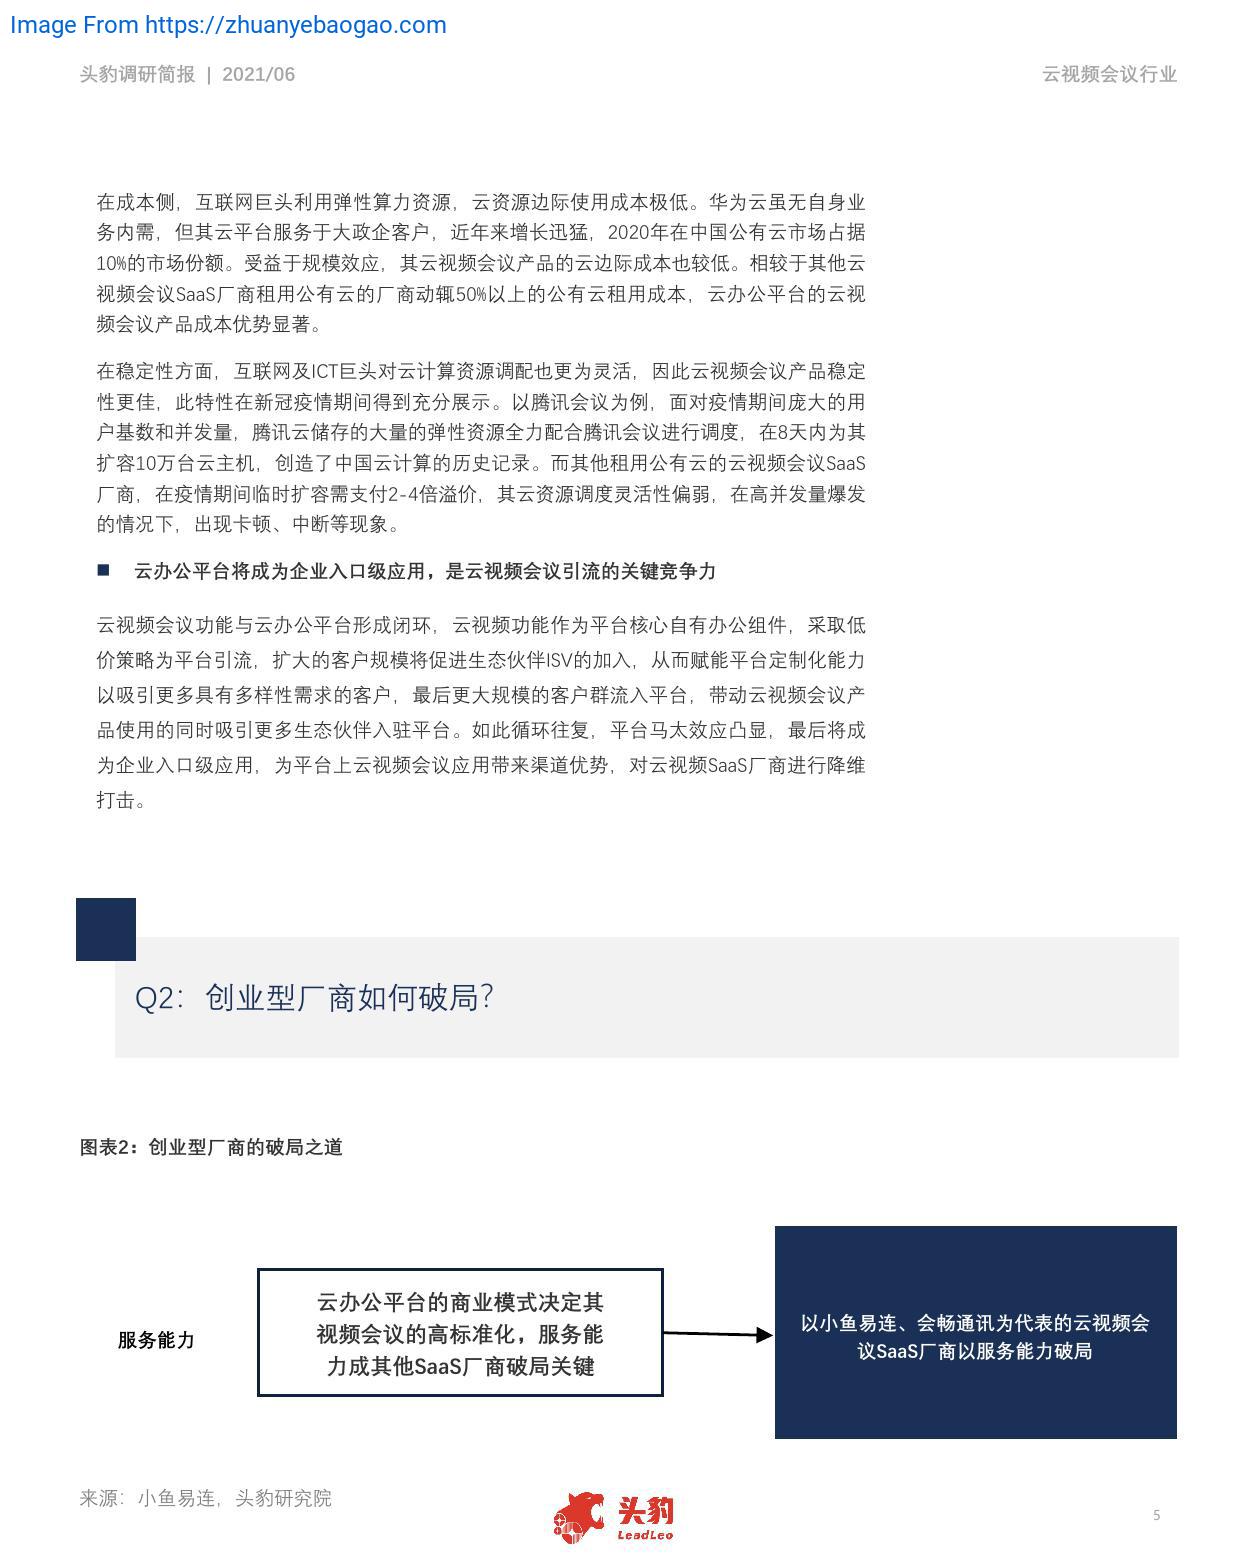 Image From https://zhuanyebaogao.com
头豹调研简报 | 2021/06
云视频会议行业
在成本侧，互联网巨头利用弹性算力资源，云资源边际使用成本极低。华为云虽无自身业
务内需，但其云平台服务于大政企客户，近年来增长迅猛，2020年在中国公有云市场占据
10%的市场份额。受益于规模效应，其云视频会议产品的云边际成本也较低。相较于其他云
视频会议SaaS厂商租用公有云的厂商动辄50%以上的公有云租用成本，云办公平台的云视
频会议产品成本优势显著。
在稳定性方面，互联网及ICT巨头对云计算资源调配也更为灵活，因此云视频会议产品稳定
性更佳，此特性在新冠疫情期间得到充分展示。以腾讯会议为例，面对疫情期间庞大的用
户基数和并发量，腾讯云储存的大量的弹性资源全力配合腾讯会议进行调度，在8天内为其
扩容10万台云主机，创造了中国云计算的历史记录。而其他租用公有云的云视频会议SaaS
厂商，在疫情期间临时扩容需支付2-4倍溢价，其云资源调度灵活性偏弱，在高并发量爆发
的情况下，出现卡顿、中断等现象。
■ 云办公平台将成为企业入口级应用，是云视频会议引流的关键竞争力
云视频会议功能与云办公平台形成闭环，云视频功能作为平台核心自有办公组件，采取低
价策略为平台引流，扩大的客户规模将促进生态伙伴ISV的加入，从而赋能平台定制化能力
以吸引更多具有多样性需求的客户，最后更大规模的客户群流入平台，带动云视频会议产
品使用的同时吸引更多生态伙伴入驻平台。如此循环往复，平台马太效应凸显，最后将成
为企业入口级应用，为平台上云视频会议应用带来渠道优势，对云视频SaaS厂商进行降维
打击。
Q2：创业型厂商如何破局？
图表2：创业型厂商的破局之道
服务能力
云办公平台的商业模式决定其
视频会议的高标准化，服务能
力成其他SaaS厂商破局关键
以小鱼易连、会畅通讯为代表的云视频会
议SaaS厂商以服务能力破局
来源：小鱼易连，头豹研究院
头豹
LeadLeo
5